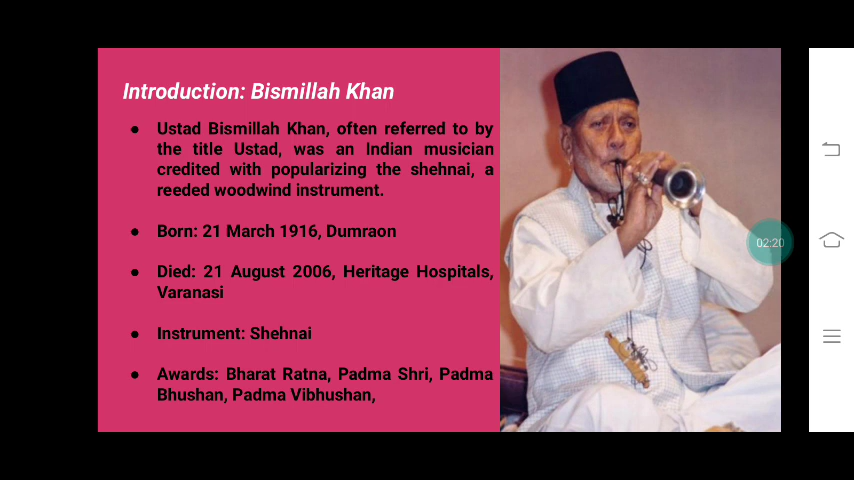 Introduction: Bismillah Khan
● Ustad Bismillah Khan, often referred to by
the title Ustad, was an Indian musician
credited with popularizing the shehnai, a
reeded woodwind instrument.
● Born: 21 March 1916, Dumraon
● Died: 21 August 2006, Heritage Hospitals,
Varanasi
● Instrument: Shehnai
● Awards: Bharat Ratna, Padma Shri, Padma
Bhushan, Padma Vibhushan,
02:20